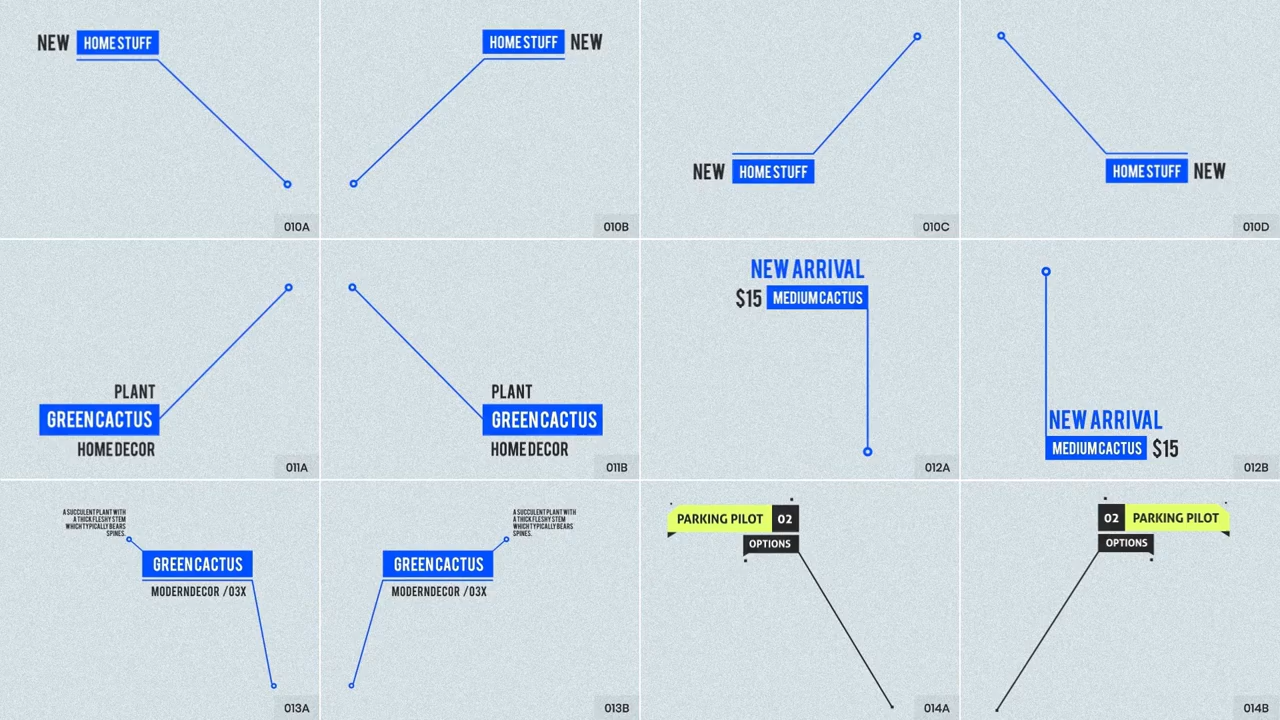 NEW HOME STUFF
010A
HOME STUFF NEW
010B
NEW HOME STUFF
010C
HOME STUFF NEW
010D
PLANT
GREEN CACTUS
HOME DECOR
011A
PLANT
GREEN CACTUS
HOME DECOR
011B
NEW ARRIVAL
$15 MEDIUM CACTUS
012A
NEW ARRIVAL
MEDIUM CACTUS $15
012B
A SUCCULENT PLANT WITH
A THICK FLESHY STEM
WHICH TYPICALLY BEARS
SPINES.
GREEN CACTUS
MODERN DECOR /03X
013A
A SUCCULENT PLANT WITH
A THICK FLESHY STEM
WHICH TYPICALLY BEARS
SPINES.
GREEN CACTUS
MODERN DECOR /03X
013B
PARKING PILOT 02
OPTIONS
014A
02 PARKING PILOT
OPTIONS
014B